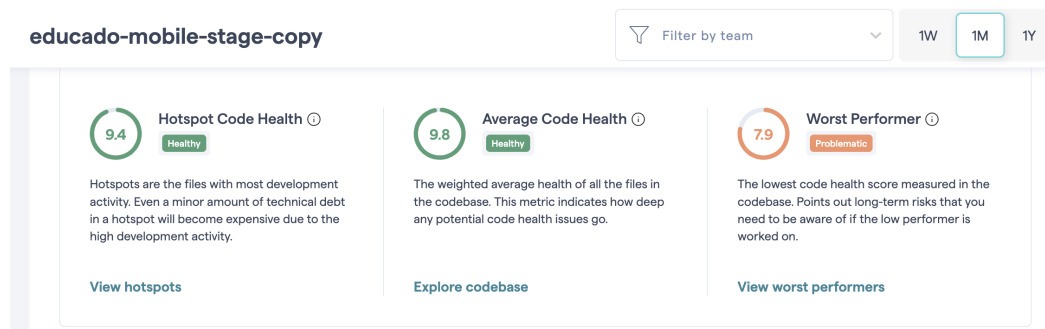 educado-mobile-stage-copy
Filter by team
1W 1M 1Y
9.4 Hotspot Code Health
Healthy
Hotspots are the files with most development
activity. Even a minor amount of technical debt
in a hotspot will become expensive due to the
high development activity.
View hotspots
9.8 Average Code Health
Healthy
The weighted average health of all the files in
the codebase. This metric indicates how deep
any potential code health issues go.
Explore codebase
7.9 Worst Performer
Problematic
The lowest code health score measured in the
codebase. Points out long-term risks that you
need to be aware of if the low performer is
worked on.
View worst performers